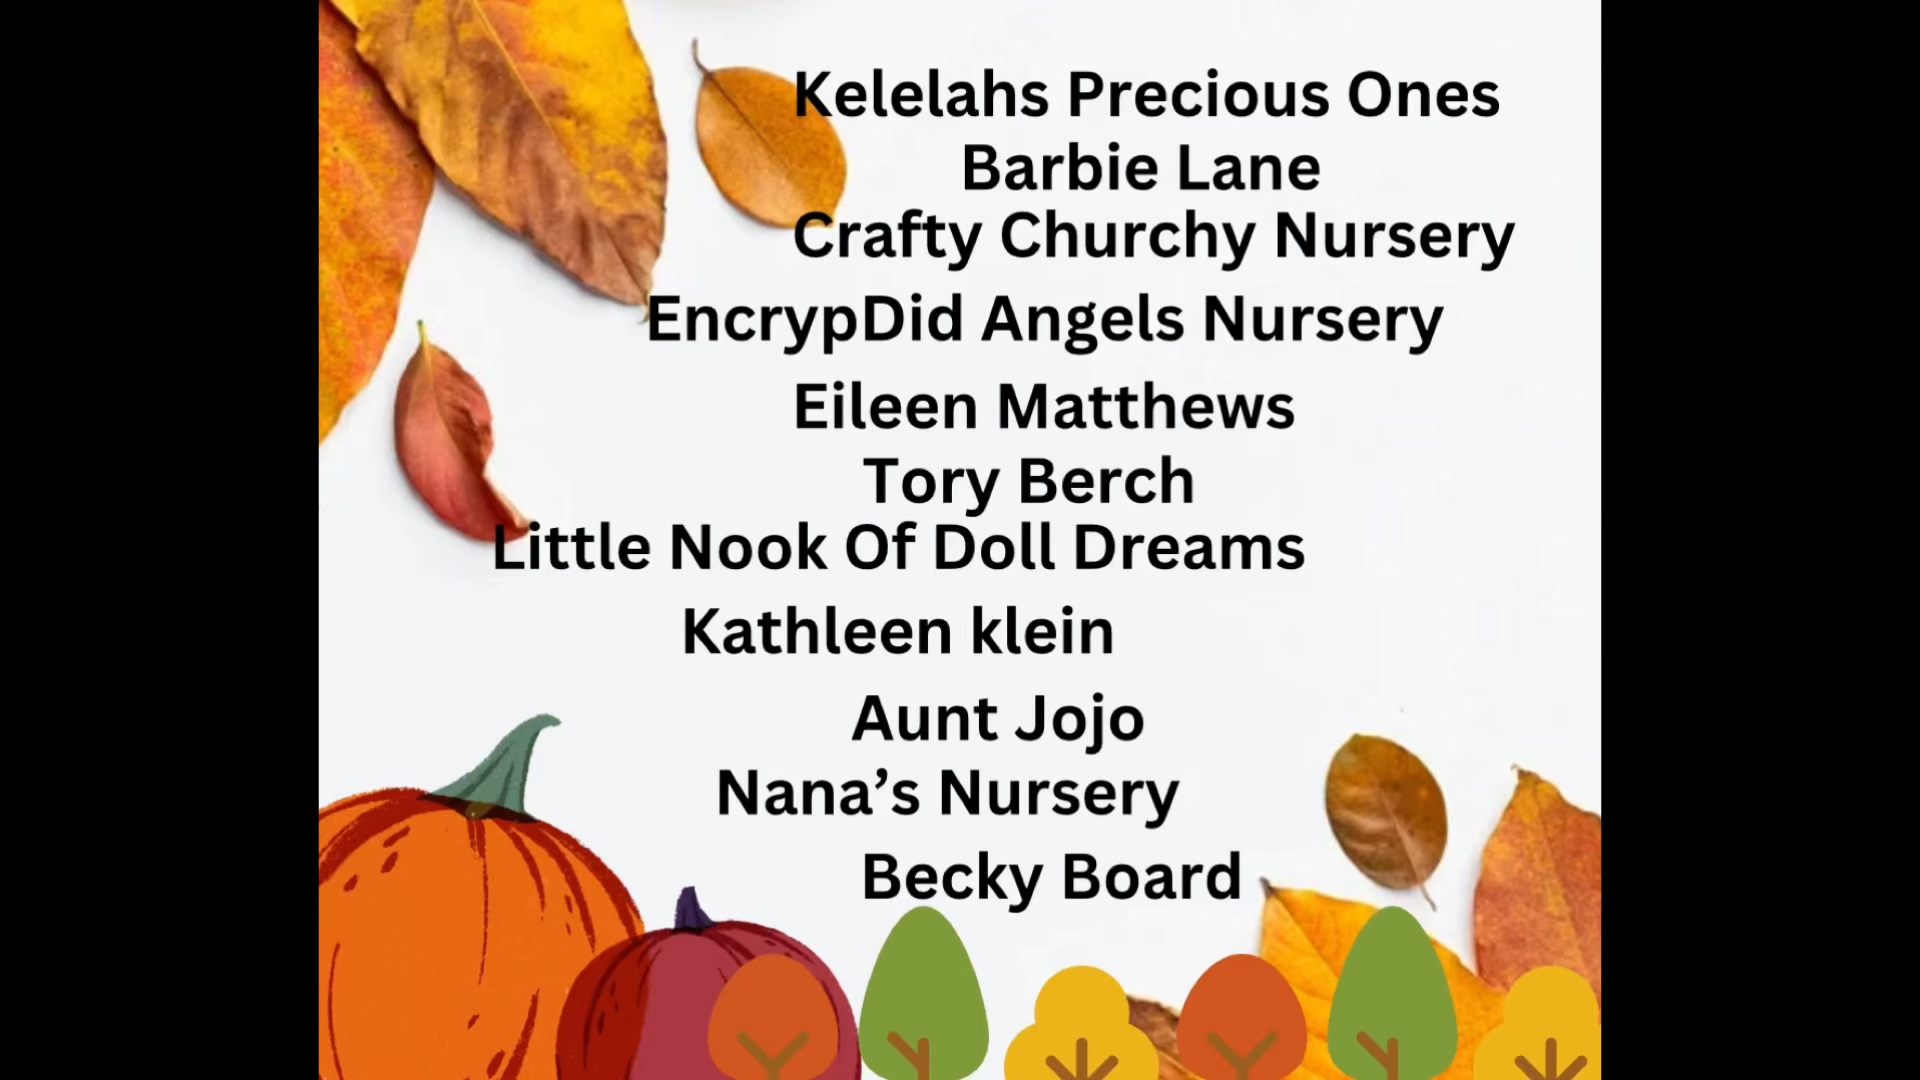 Kelelahs Precious Ones
Barbie Lane
Crafty Churchy Nursery
EncrypDid Angels Nursery
Eileen Matthews
Tory Berch
Little Nook Of Doll Dreams
Kathleen klein
Aunt Jojo
Nana’s Nursery
Becky Board